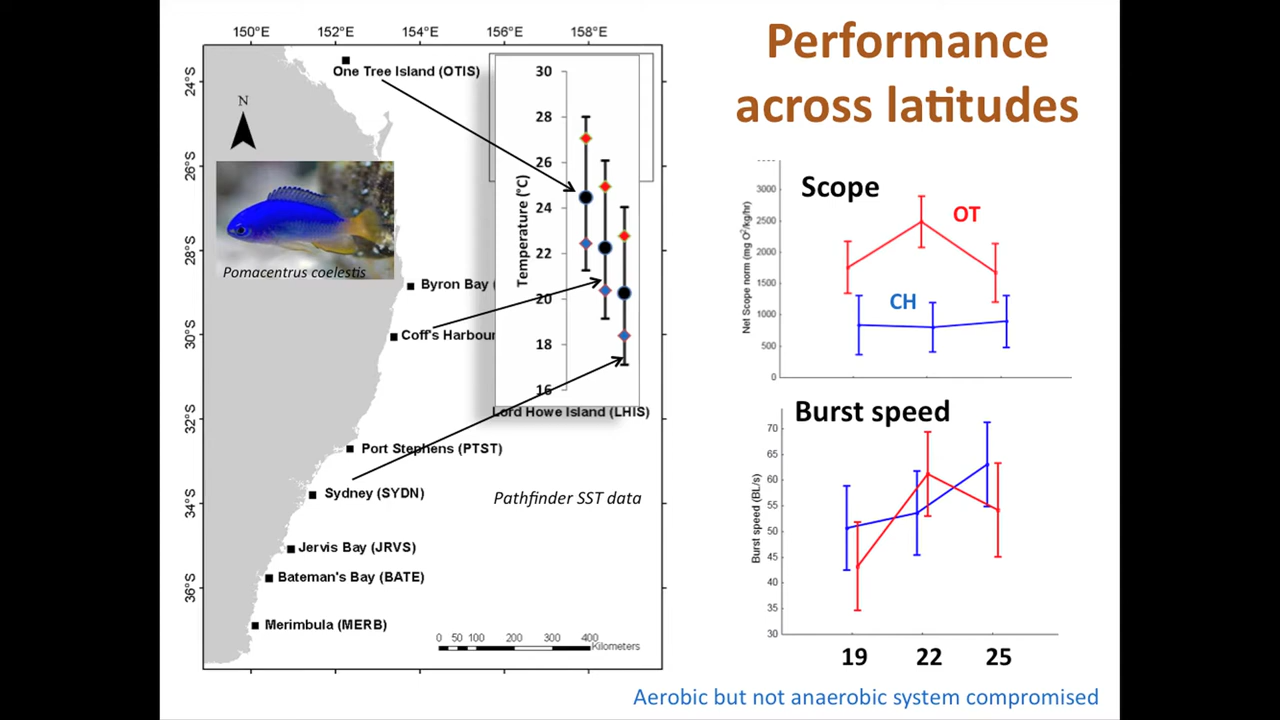 Performance
across latitudes
150°E 152°E 154°E 156°E 158°E
24°S
26°S
28°S
30°S
32°S
34°S
36°S
N
One Tree Island (OTIS)
Pomacentrus coelestis
Byron Bay (
Coff's Harbour
Lord Howe Island (LHIS)
Port Stephens (PTST)
Sydney (SYDN)
Jervis Bay (JRVS)
Bateman's Bay (BATE)
Merimbula (MERB)
0 50 100 200 300 400
Kilometers
Temperature (°C)
30
28
26
24
22
20
18
16
Pathfinder SST data
Scope
OT
CH
Net Scope norm (mg O²/kg/hr)
3000
2500
2000
1500
1000
500
0
Burst speed
Burst speed (BL/s)
70
65
60
55
50
45
40
35
30
19 22 25
Aerobic but not anaerobic system compromised